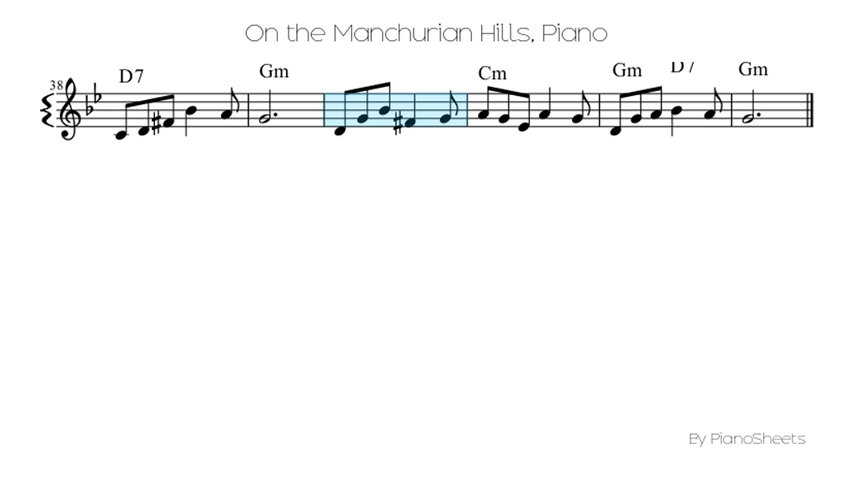 On the Manchurian Hills, Piano
D7 Gm Cm Gm D7 Gm
38
By PianoSheets